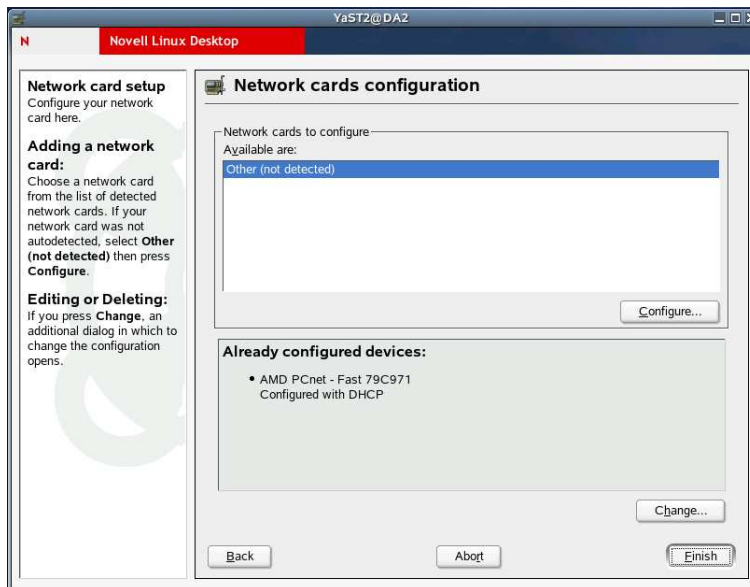 YaST2@DA2
N
Novell Linux Desktop
Network card setup
Configure your network
card here.
Adding a network
card:
Choose a network card
from the list of detected
network cards. If your
network card was not
autodetected, select Other
(not detected) then press
Configure.
Editing or Deleting:
If you press Change, an
additional dialog in which to
change the configuration
opens.
Network cards configuration
Network cards to configure
Available are:
Other (not detected)
Configure...
Already configured devices:
• AMD PCnet - Fast 79C971
Configured with DHCP
Change...
Back
Abort
Finish